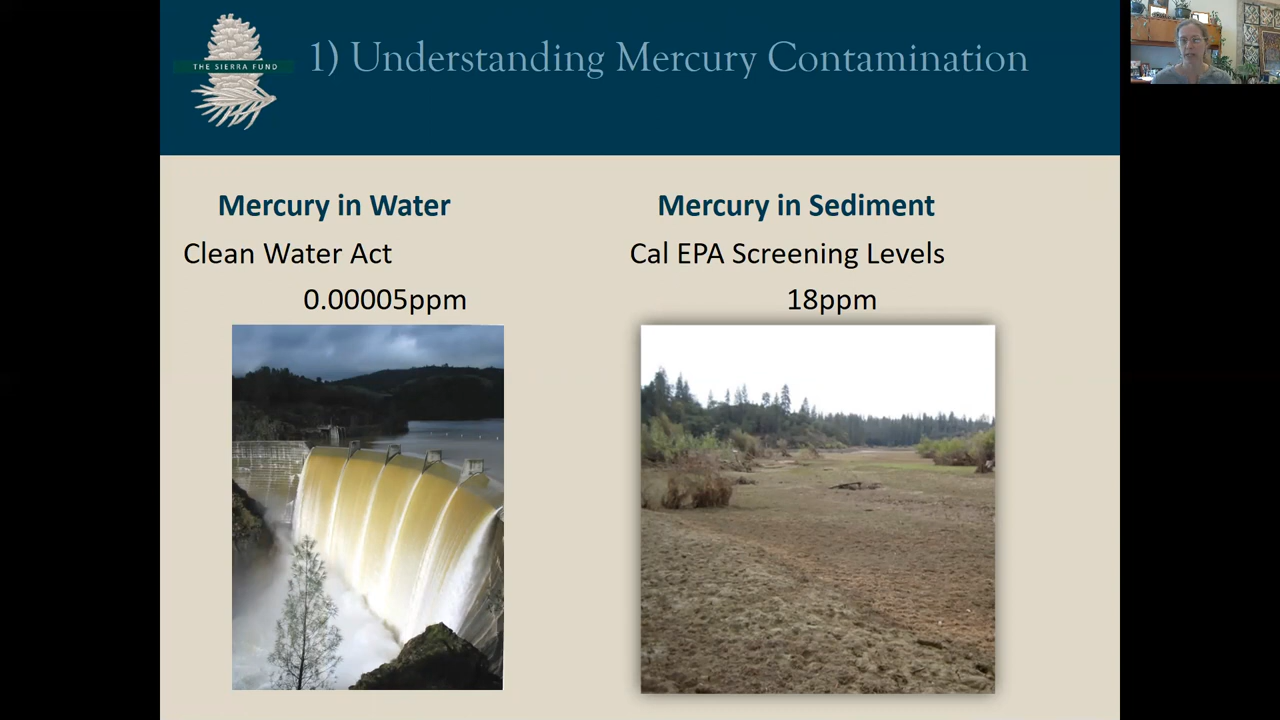 THE SIERRA FUND
1) Understanding Mercury Contamination
Mercury in Water
Clean Water Act
0.00005ppm
Mercury in Sediment
Cal EPA Screening Levels
18ppm